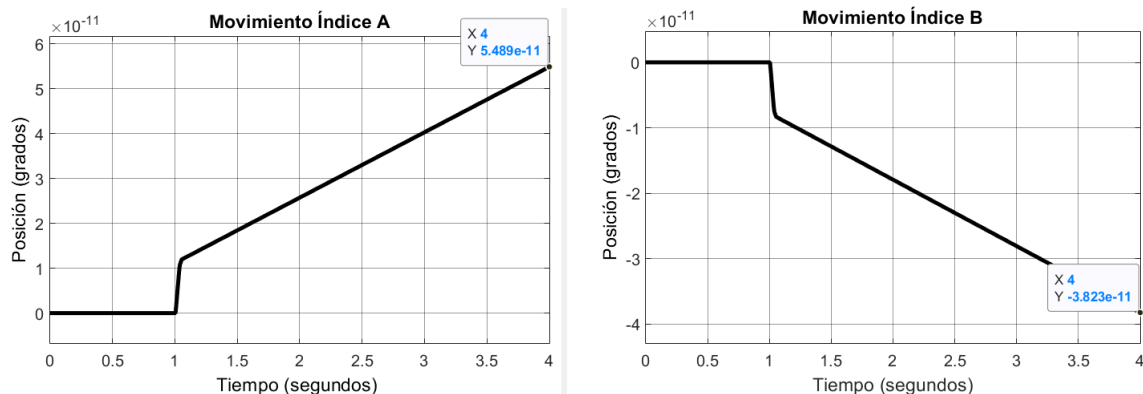 Movimiento Índice A
×10⁻¹¹
X 4
Y 5.489e-11
6
5
4
3
2
1
0
Posición (grados)
0 0.5 1 1.5 2 2.5 3 3.5 4
Tiempo (segundos)
Movimiento Índice B
×10⁻¹¹
0
-1
-2
-3
-4
X 4
Y -3.823e-11
Posición (grados)
0 0.5 1 1.5 2 2.5 3 3.5 4
Tiempo (segundos)